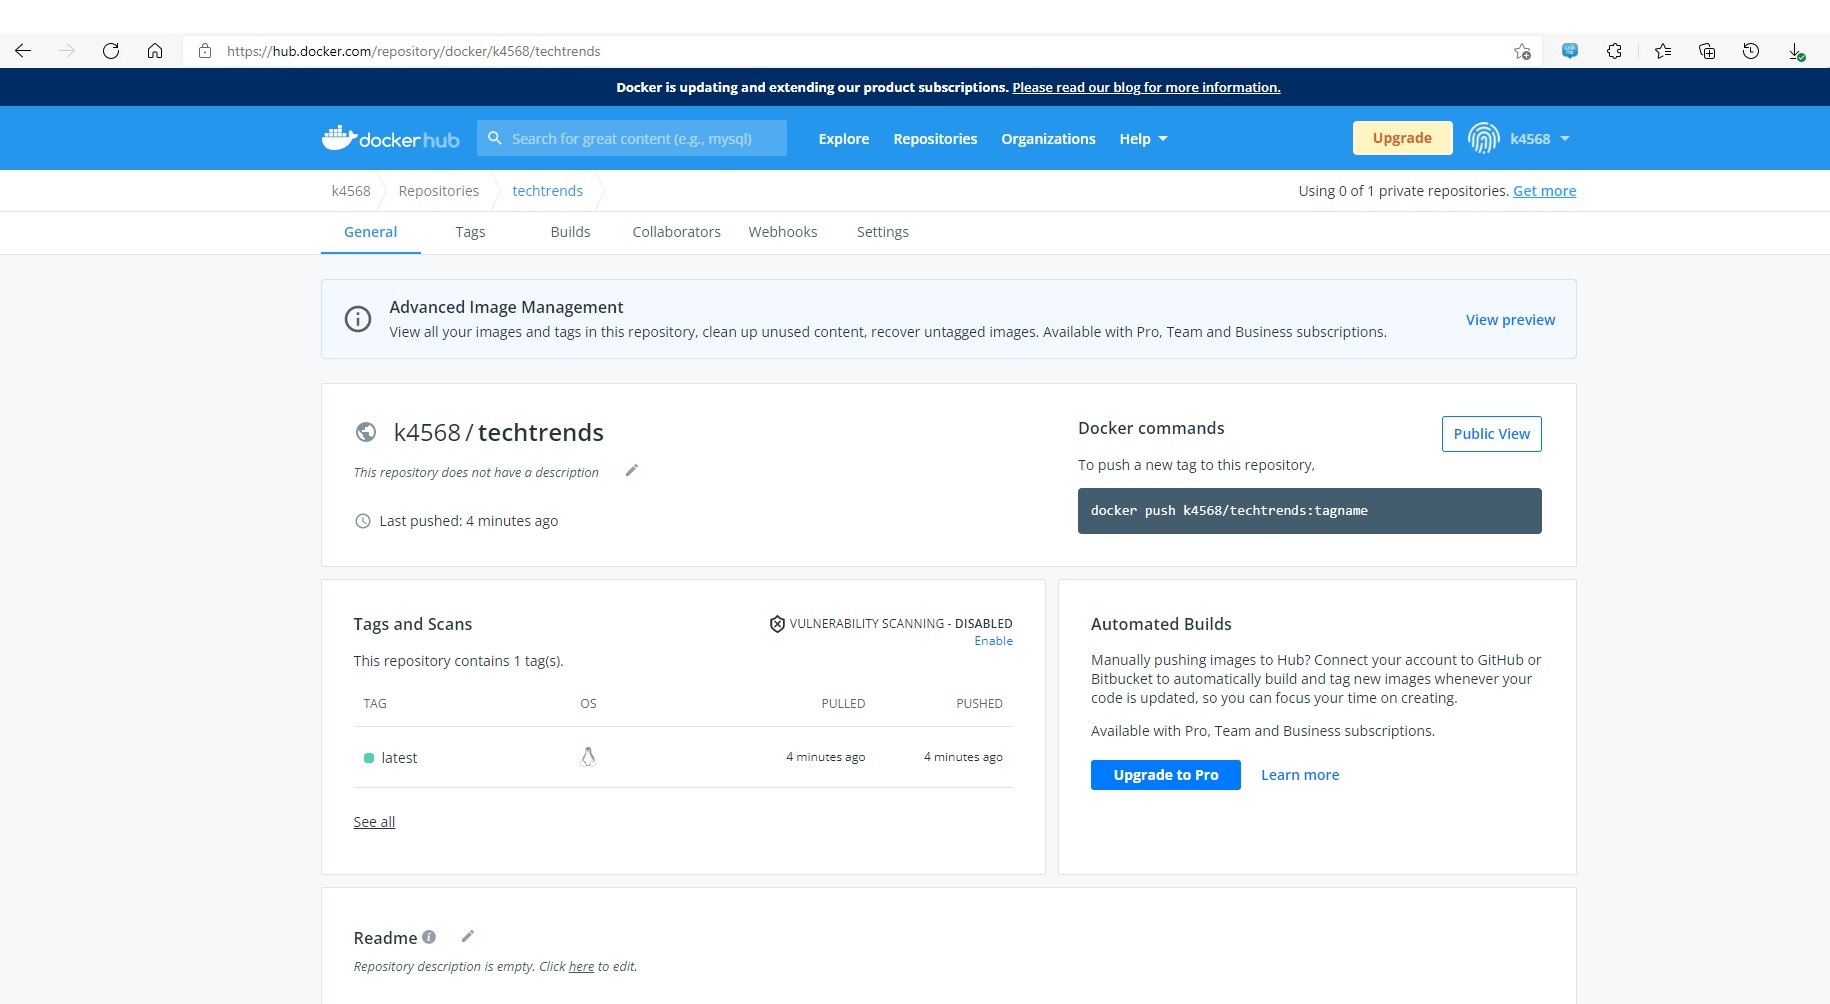 https://hub.docker.com/repository/docker/k4568/techtrends
Docker is updating and extending our product subscriptions. Please read our blog for more information.
dockerhub
Search for great content (e.g., mysql)
Explore
Repositories
Organizations
Help
Upgrade
k4568
k4568
Repositories
techtrends
Using 0 of 1 private repositories. Get more
General
Tags
Builds
Collaborators
Webhooks
Settings
Advanced Image Management
View all your images and tags in this repository, clean up unused content, recover untagged images. Available with Pro, Team and Business subscriptions.
View preview
k4568 / techtrends
This repository does not have a description
Last pushed: 4 minutes ago
Docker commands
Public View
To push a new tag to this repository,
docker push k4568/techtrends:tagname
Tags and Scans
VULNERABILITY SCANNING - DISABLED
Enable
This repository contains 1 tag(s).
TAG
OS
PULLED
PUSHED
latest
4 minutes ago
4 minutes ago
See all
Automated Builds
Manually pushing images to Hub? Connect your account to GitHub or
Bitbucket to automatically build and tag new images whenever your
code is updated, so you can focus your time on creating.
Available with Pro, Team and Business subscriptions.
Upgrade to Pro
Learn more
Readme
Repository description is empty. Click here to edit.